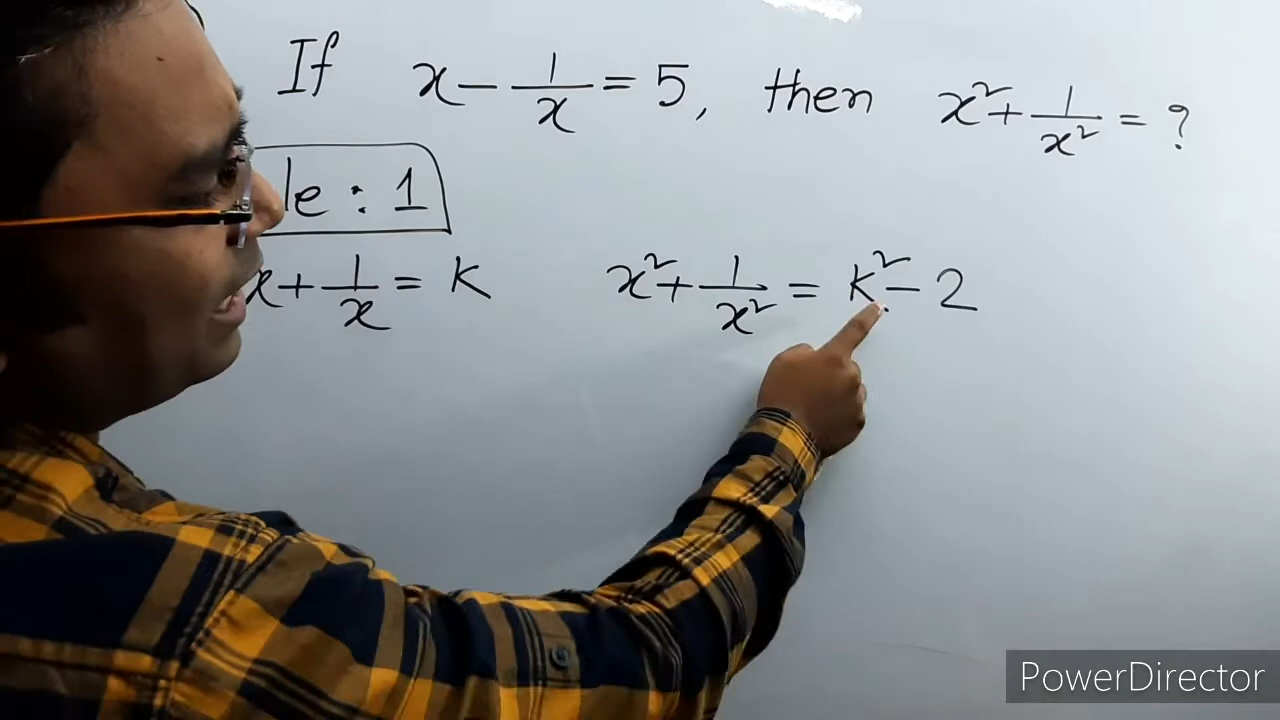 If x - 1/x = 5, then x² + 1/x² = ?
le : 1
x + 1/x = K x² + 1/x² = K² - 2
PowerDirector